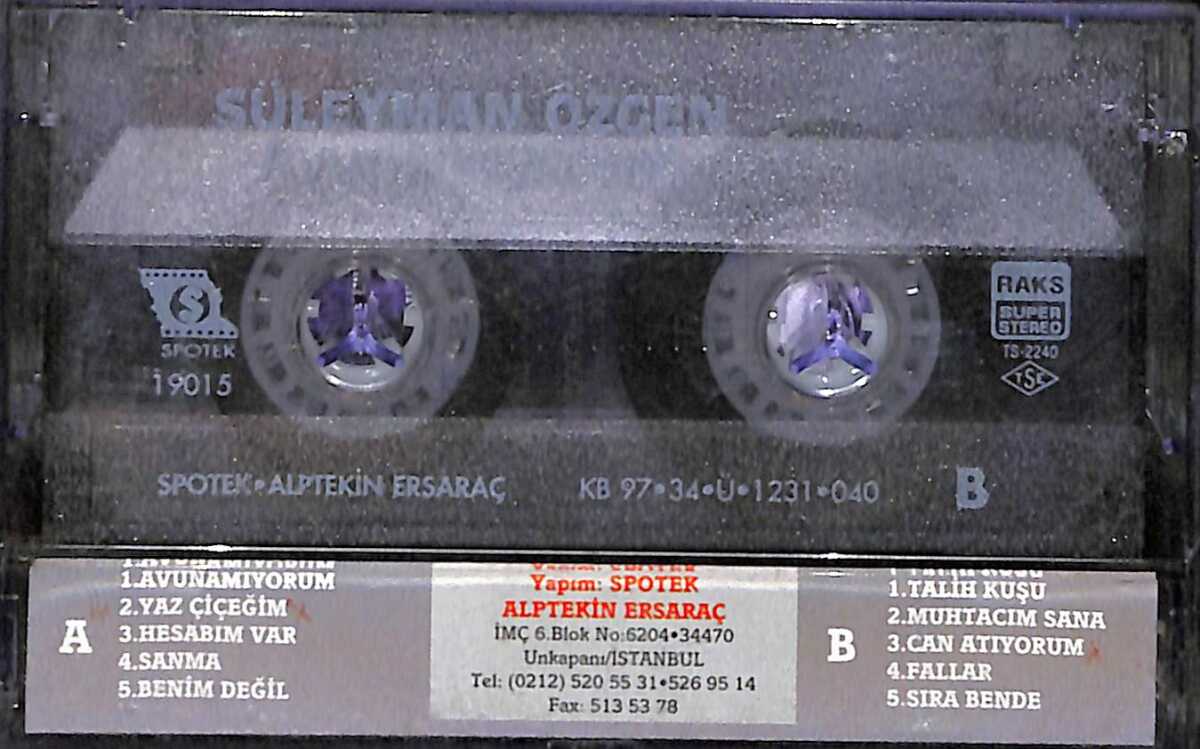 SÜLEYMAN ÖZGEN
S
SPOTEK
19015
RAKS
SUPER
STEREO
TS-2240
TSE
SPOTEK•ALPTEKİN ERSARAÇ
KB 97•34•Ü•1231•040
B
A
1.AVUNAMIYORUM
2.YAZ ÇİÇEĞİM
3.HESABIM VAR
4.SANMA
5.BENİM DEĞİL
Yapım: SPOTEK
ALPTEKİN ERSARAÇ
İMÇ 6.Blok No:6204•34470
Unkapanı/İSTANBUL
Tel: (0212) 520 55 31•526 95 14
Fax: 513 53 78
B
1.TALİH KUŞU
2.MUHTACIM SANA
3.CAN ATIYORUM
4.FALLAR
5.SIRA BENDE